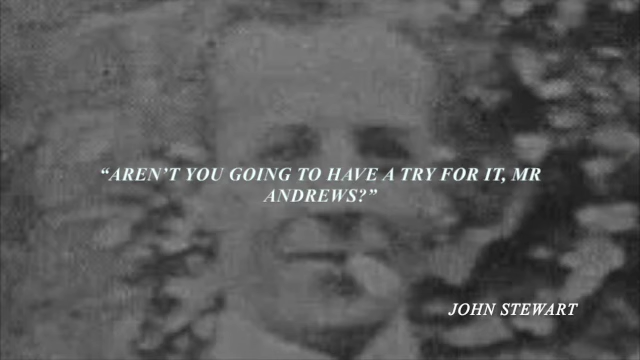 “AREN’T YOU GOING TO HAVE A TRY FOR IT, MR
ANDREWS?”
JOHN STEWART